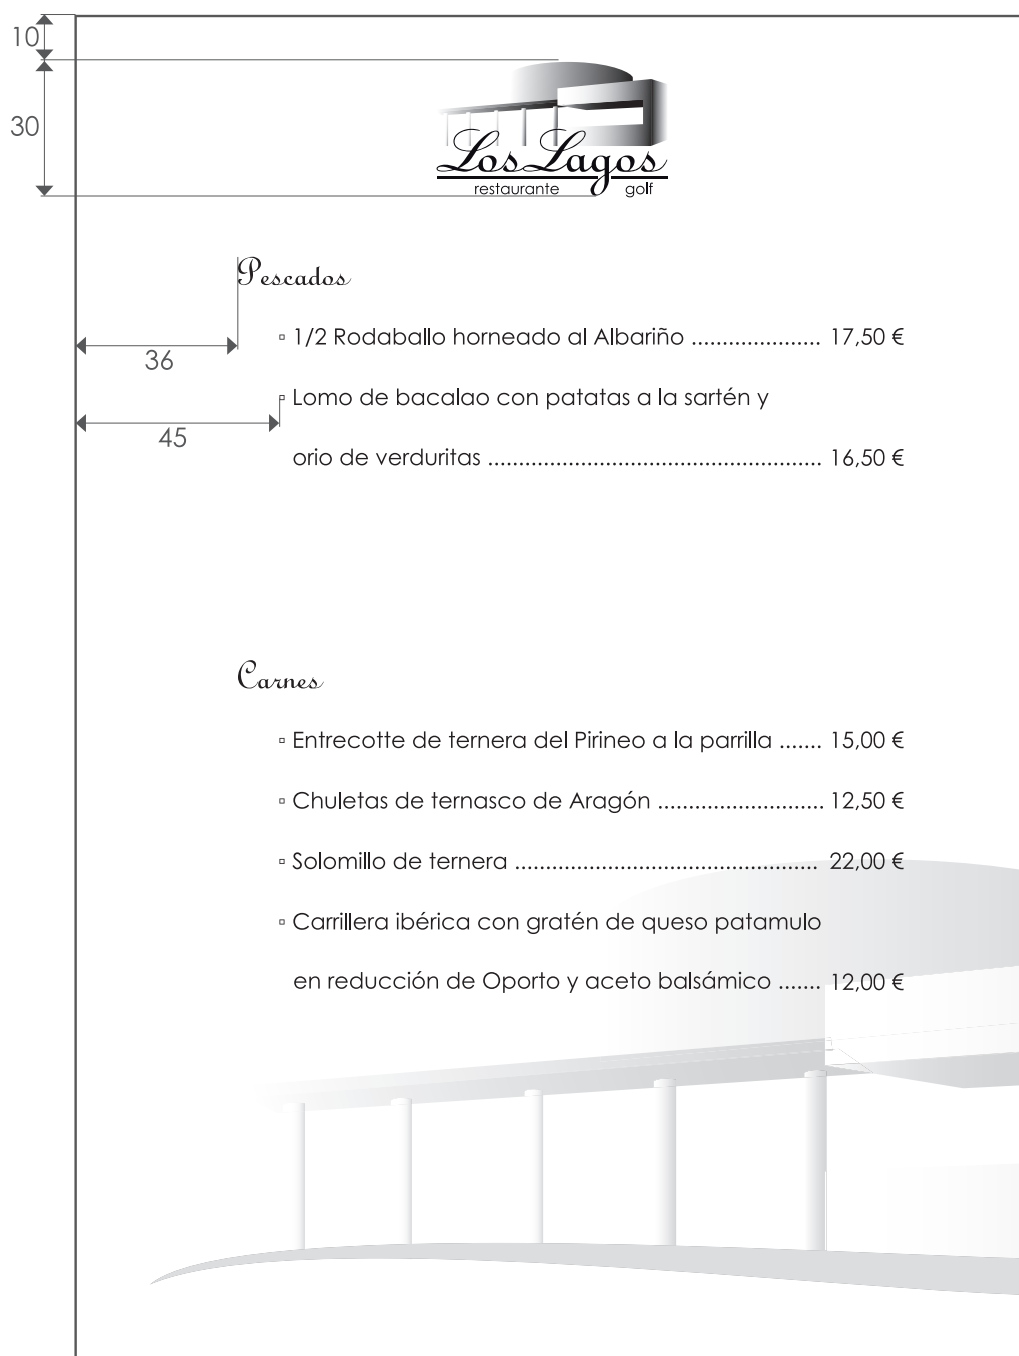 10
30
Los Lagos
restaurante golf
Pescados
▫ 1/2 Rodaballo horneado al Albariño ..................... 17,50 €
36
▫ Lomo de bacalao con patatas a la sartén y
45
orio de verduritas ....................................................... 16,50 €
Carnes
▫ Entrecotte de ternera del Pirineo a la parrilla ....... 15,00 €
▫ Chuletas de ternasco de Aragón ........................... 12,50 €
▫ Solomillo de ternera .................................................. 22,00 €
▫ Carrillera ibérica con gratén de queso patamulo
en reducción de Oporto y aceto balsámico ....... 12,00 €